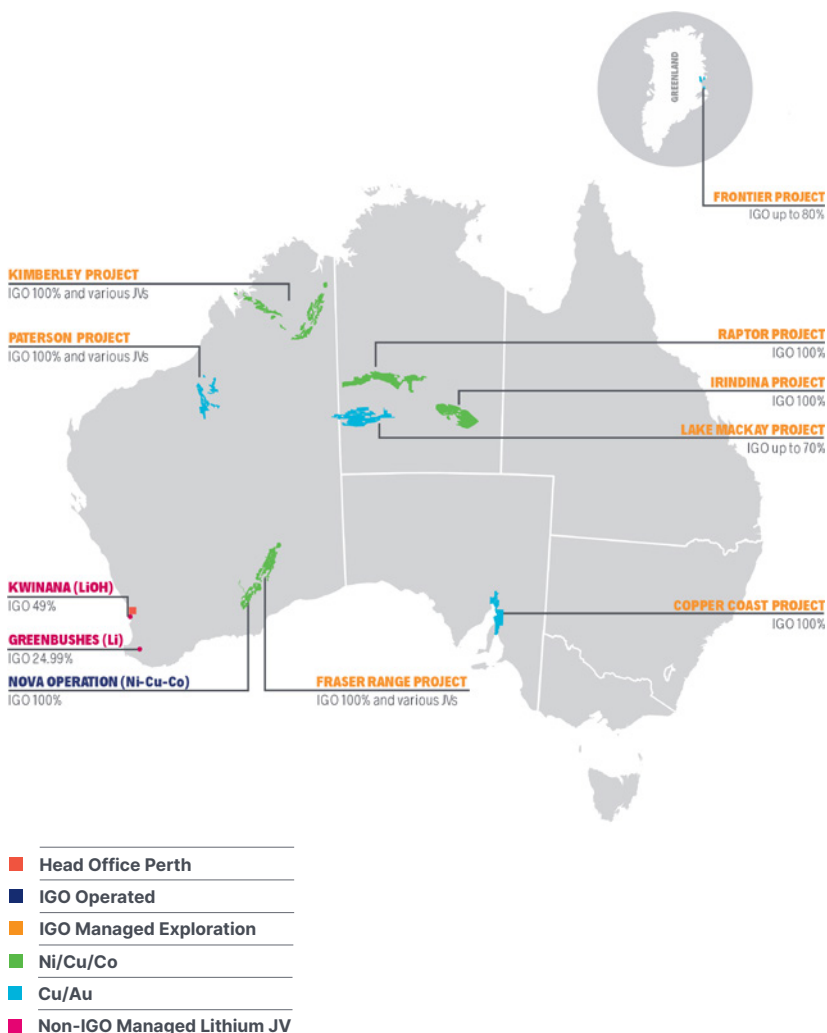 GREENLAND
FRONTIER PROJECT
IGO up to 80%
KIMBERLEY PROJECT
IGO 100% and various JVs
PATERSON PROJECT
IGO 100% and various JVs
RAPTOR PROJECT
IGO 100%
IRINDINA PROJECT
IGO 100%
LAKE MACKAY PROJECT
IGO up to 70%
KWINANA (LiOH)
IGO 49%
COPPER COAST PROJECT
IGO 100%
GREENBUSHES (Li)
IGO 24.99%
NOVA OPERATION (Ni-Cu-Co)
IGO 100%
FRASER RANGE PROJECT
IGO 100% and various JVs
Head Office Perth
IGO Operated
IGO Managed Exploration
Ni/Cu/Co
Cu/Au
Non-IGO Managed Lithium JV